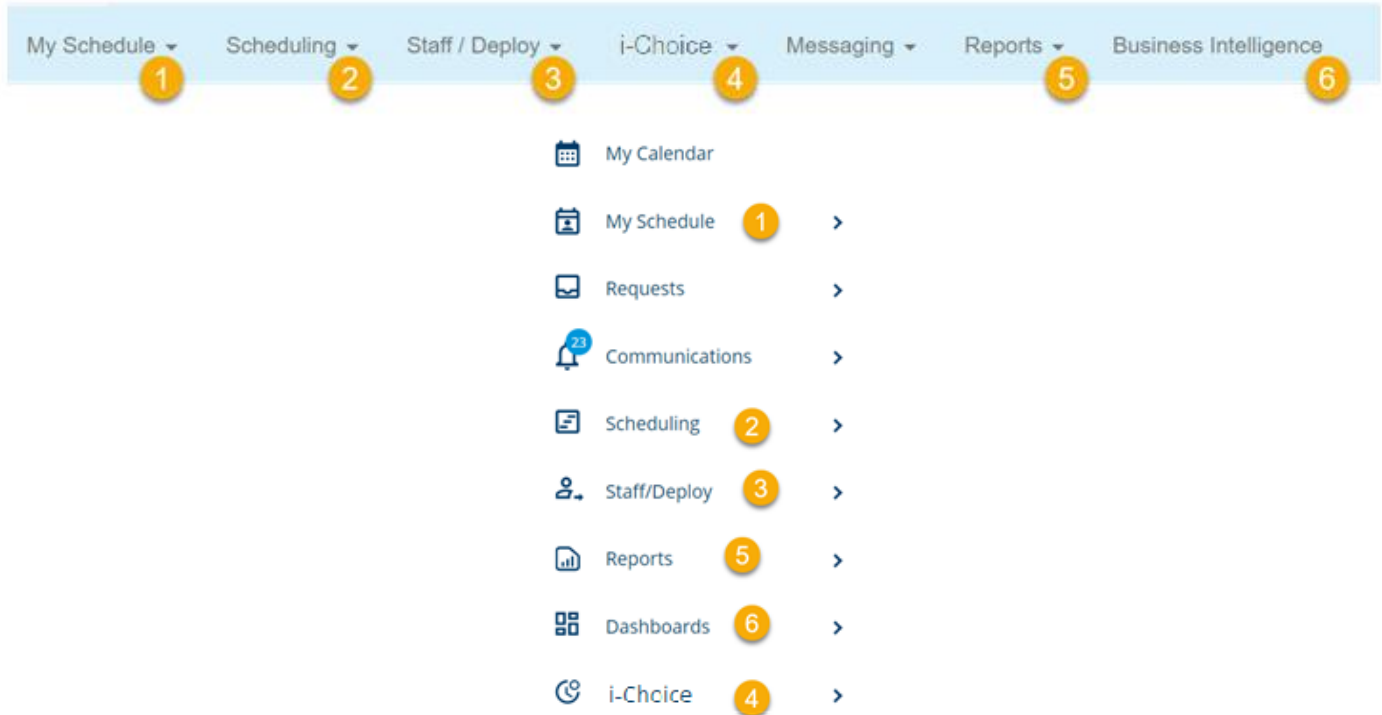 My Schedule Scheduling Staff / Deploy i-Choice Messaging Reports Business Intelligence
1 2 3 4 5 6
My Calendar
My Schedule 1
Requests
23
Communications
Scheduling 2
Staff/Deploy 3
Reports 5
Dashboards 6
i-Choice 4